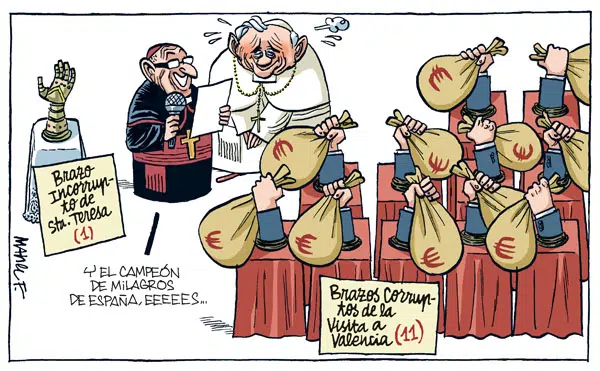 Brazo
Incorrup-
to de
Sta. Teresa
(1)
Y EL CAMPEÓN
DE MILAGROS
DE ESPAÑA, EEEEES...
Brazos Corrup-
tos de la
Visita a
Valencia (11)
MANEL F.
€
€
€
€
€
€
€
€
€